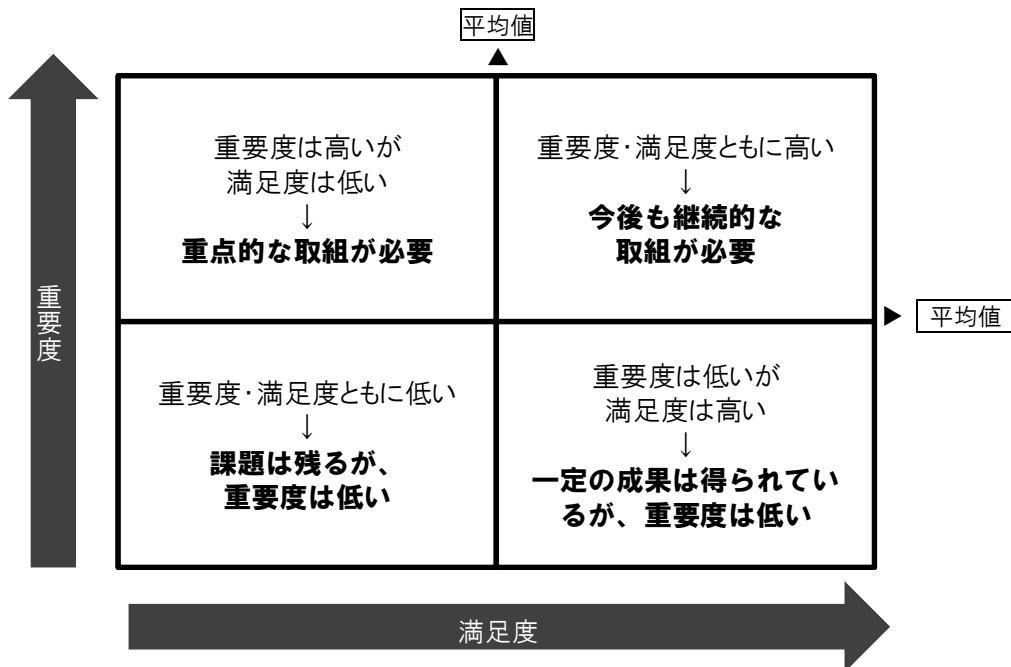 平均値
▲
重要度は高いが
満足度は低い
↓
重点的な取組が必要
重要度・満足度ともに高い
↓
今後も継続的な
取組が必要
重要度
▶ 平均値
重要度・満足度ともに低い
↓
課題は残るが、
重要度は低い
重要度は低いが
満足度は高い
↓
一定の成果は得られてい
るが、重要度は低い
満足度